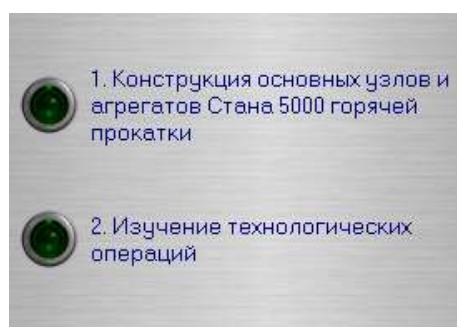 1. Конструкция основных узлов и
агрегатов Стана 5000 горячей
прокатки
2. Изучение технологических
операций